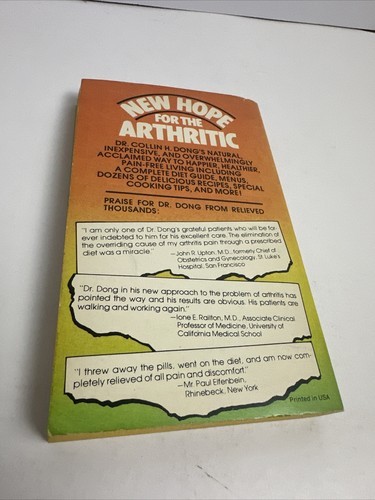 NEW HOPE
FOR THE
ARTHRITIC
DR. COLLIN H. DONG'S NATURAL,
INEXPENSIVE, AND OVERWHELMINGLY
ACCLAIMED WAY TO HAPPIER, HEALTHIER,
PAIN-FREE LIVING INCLUDING
A COMPLETE DIET GUIDE, MENUS,
DOZENS OF DELICIOUS RECIPES, SPECIAL
COOKING TIPS, AND MORE!
PRAISE FOR DR. DONG FROM RELIEVED
THOUSANDS:
"I am only one of Dr. Dong's grateful patients who will be for-
ever indebted to him for his excellent care. The elimination of
the overriding cause of my arthritis pain through a prescribed
diet was a miracle."
—John R. Upton, M.D., formerly Chief of
Obstetrics and Gynecology, St. Luke's
Hospital, San Francisco
"Dr. Dong in his new approach to the problem of arthritis has
pointed the way and his results are obvious. His patients are
walking and working again."
—Ione E. Railton, M.D., Associate Clinical
Professor of Medicine, University of
California Medical School
"I threw away the pills, went on the diet, and am now com-
pletely relieved of all pain and discomfort."
—Mr. Paul Elfenbein,
Rhinebeck, New York
Printed in USA